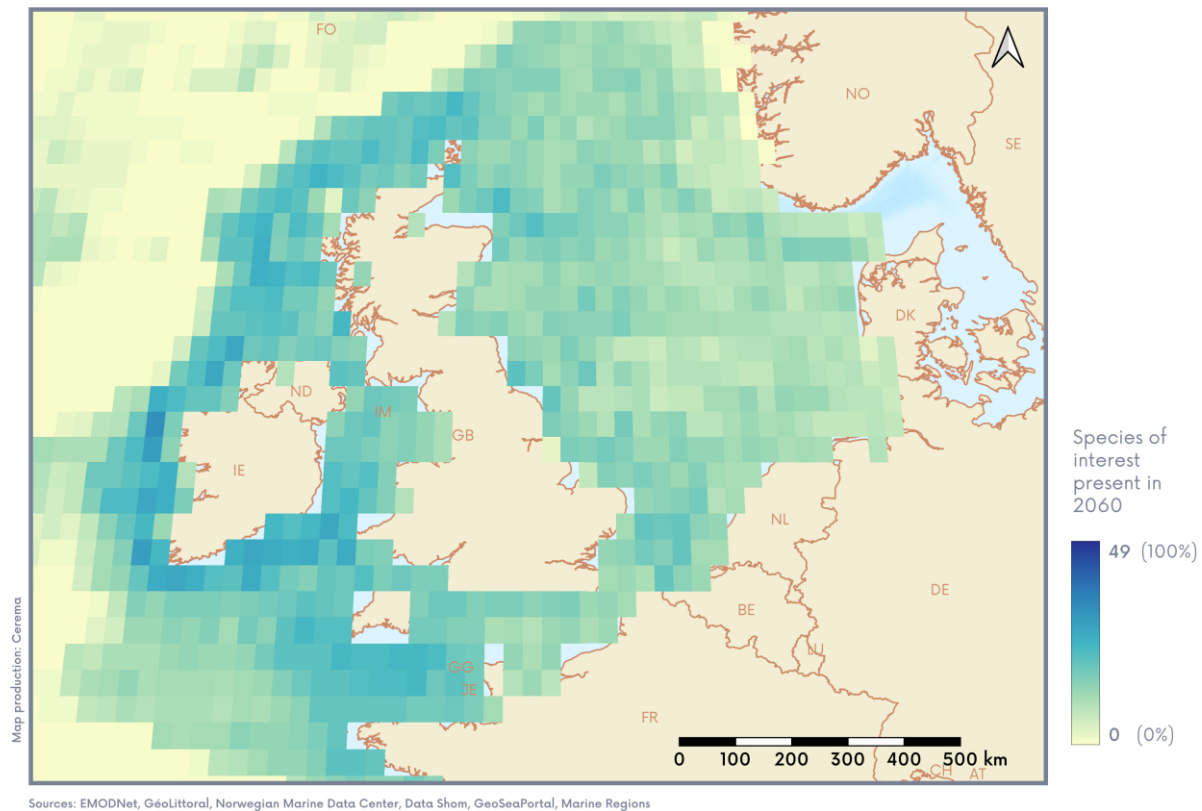 FO
NO
SE
DK
ND
IM
GB
IE
NL
DE
BE
LU
GG
JE
FR
CH
AT
0 100 200 300 400 500 km
Species of
interest
present in
2060
49 (100%)
0 (0%)
Map production: Cerema
Sources: EMODNet, GéoLittoral, Norwegian Marine Data Center, Data Shom, GeoSeaPortal, Marine Regions